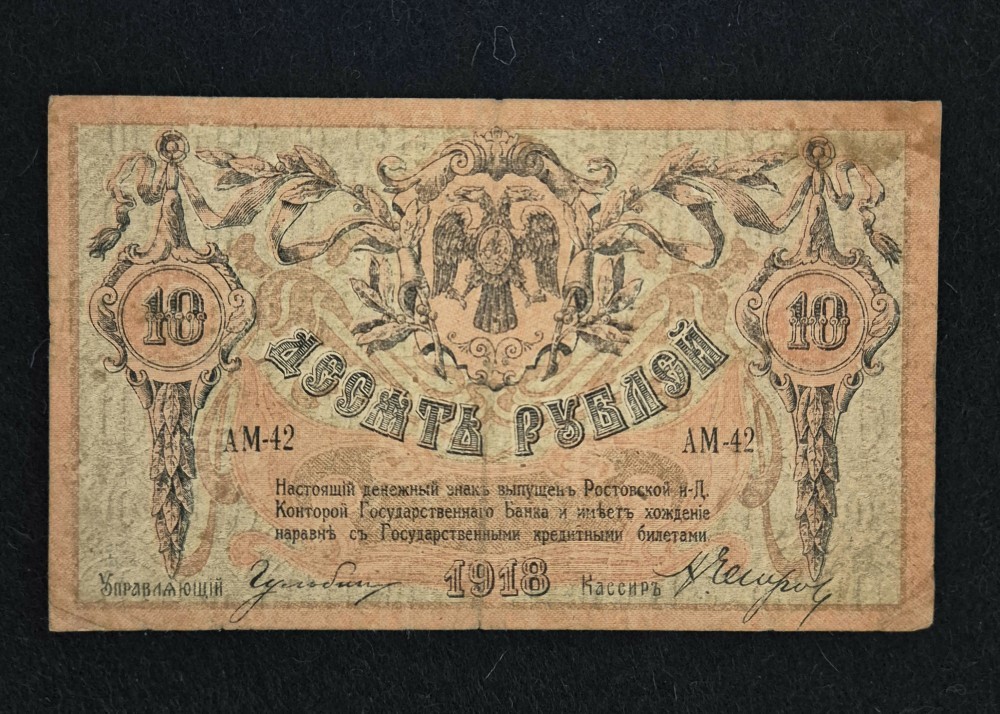 10 10
ДЕСЯТЬ РУБЛЕЙ
АМ-42 АМ-42
Настоящій денежный знакъ выпущенъ Ростовской н-Д.
Конторой Государственнаго Банка и имѣетъ хожденіе
наравнѣ съ Государственными кредитными билетами
Управляющій 1918 Кассиръ